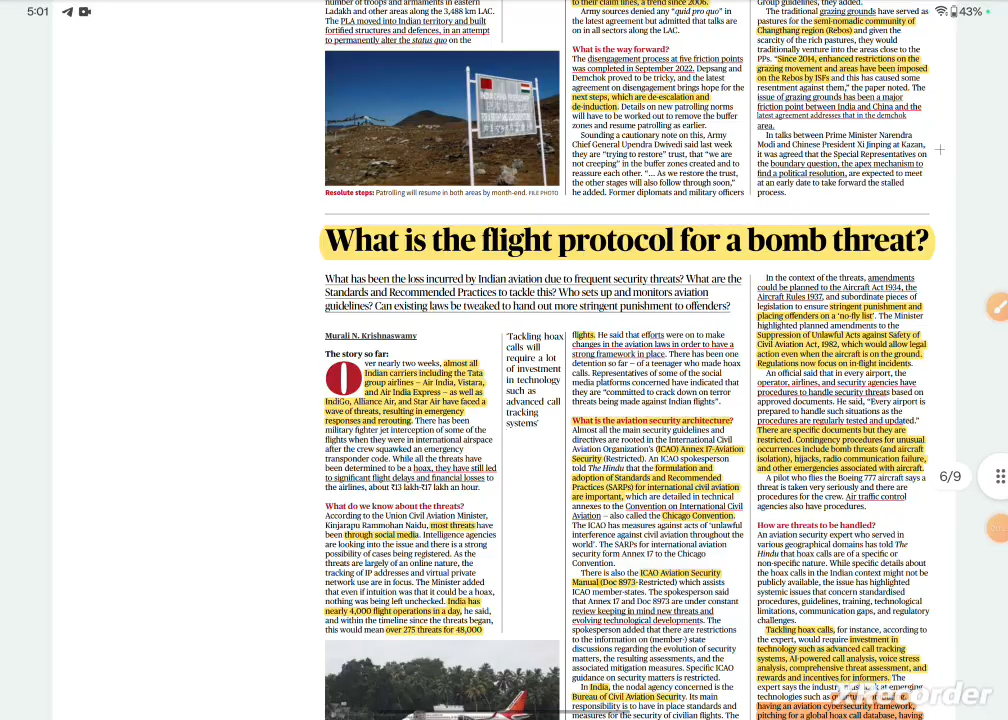 5:01
43%
number of troops and armaments in eastern
Ladakh and other areas along the 3,488 km LAC.
The PLA moved into Indian territory and built
fortified structures and defences, in an attempt
to permanently alter the status quo on the
Resolute steps: Patrolling will resume in both areas by month-end. FILE PHOTO
to their claim lines, a trend since 2006.
Army sources denied any “quid pro quo” in
the latest agreement but admitted that talks are
on in all sectors along the LAC.
What is the way forward?
The disengagement process at five friction points
was completed in September 2022. Depsang and
Demchok proved to be tricky, and the latest
agreement on disengagement brings hope for the
next steps, which are de-escalation and
de-induction. Details on new patrolling norms
will have to be worked out to remove the buffer
zones and resume patrolling as earlier.
Sounding a cautionary note on this, Army
Chief General Upendra Dwivedi said last week
they are “trying to restore” trust, that “we are
not creeping” in the buffer zones created and to
reassure each other. “... As we restore the trust,
the other stages will also follow through soon,”
he added. Former diplomats and military officers
Group guidelines, they added.
The traditional grazing grounds have served as
pastures for the semi-nomadic community of
Changthang region (Rebos) and given the
scarcity of the rich pastures, they would
traditionally venture into the areas close to the
PPs. “Since 2014, enhanced restrictions on the
grazing movement and areas have been imposed
on the Rebos by ISFs and this has caused some
resentment against them,” the paper noted. The
issue of grazing grounds has been a major
friction point between India and China and the
latest agreement addresses that in the demchok
area.
In talks between Prime Minister Narendra
Modi and Chinese President Xi Jinping at Kazan,
it was agreed that the Special Representatives on
the boundary question, the apex mechanism to
find a political resolution, are expected to meet
at an early date to take forward the stalled
process.
What is the flight protocol for a bomb threat?
What has been the loss incurred by Indian aviation due to frequent security threats? What are the
Standards and Recommended Practices to tackle this? Who sets up and monitors aviation
guidelines? Can existing laws be tweaked to hand out more stringent punishment to offenders?
Murali N. Krishnaswamy
The story so far:
Over nearly two weeks, almost all
Indian carriers including the Tata
group airlines — Air India, Vistara,
and Air India Express — as well as
IndiGo, Alliance Air, and Star Air have faced a
wave of threats, resulting in emergency
responses and rerouting. There has been
military fighter jet interception of some of the
flights when they were in international airspace
after the crew squawked an emergency
transponder code. While all the threats have
been determined to be a hoax, they have still led
to significant flight delays and financial losses to
the airlines, about ₹13 lakh-₹17 lakh an hour.
What do we know about the threats?
According to the Union Civil Aviation Minister,
Kinjarapu Rammohan Naidu, most threats have
been through social media. Intelligence agencies
are looking into the issue and there is a strong
possibility of cases being registered. As the
threats are largely of an online nature, the
tracking of IP addresses and virtual private
network use are in focus. The Minister added
that even if intuition was that it could be a hoax,
nothing was being left unchecked. India has
nearly 4,000 flight operations in a day, he said,
and within the timeline since the threats began,
this would mean over 275 threats for 48,000
‘Tackling hoax
calls will
require a lot
of investment
in technology
such as
advanced call
tracking
systems’
flights. He said that efforts were on to make
changes in the aviation laws in order to have a
strong framework in place. There has been one
detention so far — of a teenager who made hoax
calls. Representatives of some of the social
media platforms concerned have indicated that
they are “committed to crack down on terror
threats being made against Indian flights”.
What is the aviation security architecture?
Almost all the main security guidelines and
directives are rooted in the International Civil
Aviation Organization’s (ICAO) Annex 17-Aviation
Security (Restricted). An ICAO spokesperson
told The Hindu that the formulation and
adoption of Standards and Recommended
Practices (SARPs) for international civil aviation
are important, which are detailed in technical
annexes to the Convention on International Civil
Aviation — also called the Chicago Convention.
The ICAO has measures against acts of ‘unlawful
interference against civil aviation throughout the
world’. The SARPs for international aviation
security form Annex 17 to the Chicago
Convention.
There is also the ICAO Aviation Security
Manual (Doc 8973-Restricted) which assists
ICAO member-states. The spokesperson said
that Annex 17 and Doc 8973 are under constant
review keeping in mind new threats and
evolving technological developments. The
spokesperson added that there are restrictions
to the information on (member-) state
discussions regarding the evolution of security
matters, the resulting assessments, and the
associated mitigation measures. Specific ICAO
guidance on security matters is restricted.
In India, the nodal agency concerned is the
Bureau of Civil Aviation Security. Its main
responsibility is to have in place standards and
measures for the security of civilian flights. The
In the context of the threats, amendments
could be planned to the Aircraft Act 1934, the
Aircraft Rules 1937, and subordinate pieces of
legislation to ensure stringent punishment and
placing offenders on a ‘no-fly list’. The Minister
highlighted planned amendments to the
Suppression of Unlawful Acts against Safety of
Civil Aviation Act, 1982, which would allow legal
action even when the aircraft is on the ground.
Regulations now focus on in-flight incidents.
An official said that in every airport, the
operator, airlines, and security agencies have
procedures to handle security threats based on
approved documents. He said, “Every airport is
prepared to handle such situations as the
procedures are regularly tested and updated.”
There are specific documents but they are
restricted. Contingency procedures for unusual
occurrences include bomb threats (and aircraft
isolation), hijacks, radio communication failure,
and other emergencies associated with aircraft.
A pilot who flies the Boeing 777 aircraft says a
threat is taken very seriously and there are
procedures for the crew. Air traffic control
agencies also have procedures.
How are threats to be handled?
An aviation security expert who served in
various geographical domains has told The
Hindu that hoax calls are of a specific or
non-specific nature. While specific details about
the hoax calls in the Indian context might not be
publicly available, the issue has highlighted
systemic issues that concern standardised
procedures, guidelines, training, technological
limitations, communication gaps, and regulatory
challenges.
Tackling hoax calls, for instance, according to
the expert, would require investment in
technology such as advanced call tracking
systems, AI-powered call analysis, voice stress
analysis, comprehensive threat assessment, and
rewards and incentives for informers. The
expert says the industry
emerging
technologies such as
having an aviation cybersecurity framework,
pitching for a global hoax call database, having
6/9
XRecorder